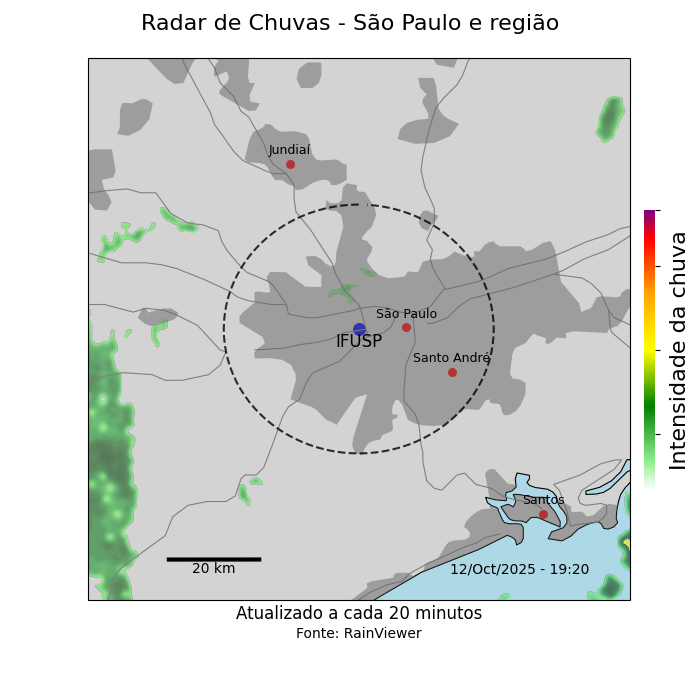 Radar de Chuvas - São Paulo e região
Jundiaí
São Paulo
IFUSP
Santo André
Santos
20 km
12/Oct/2025 - 19:20
Intensidade da chuva
Atualizado a cada 20 minutos
Fonte: RainViewer